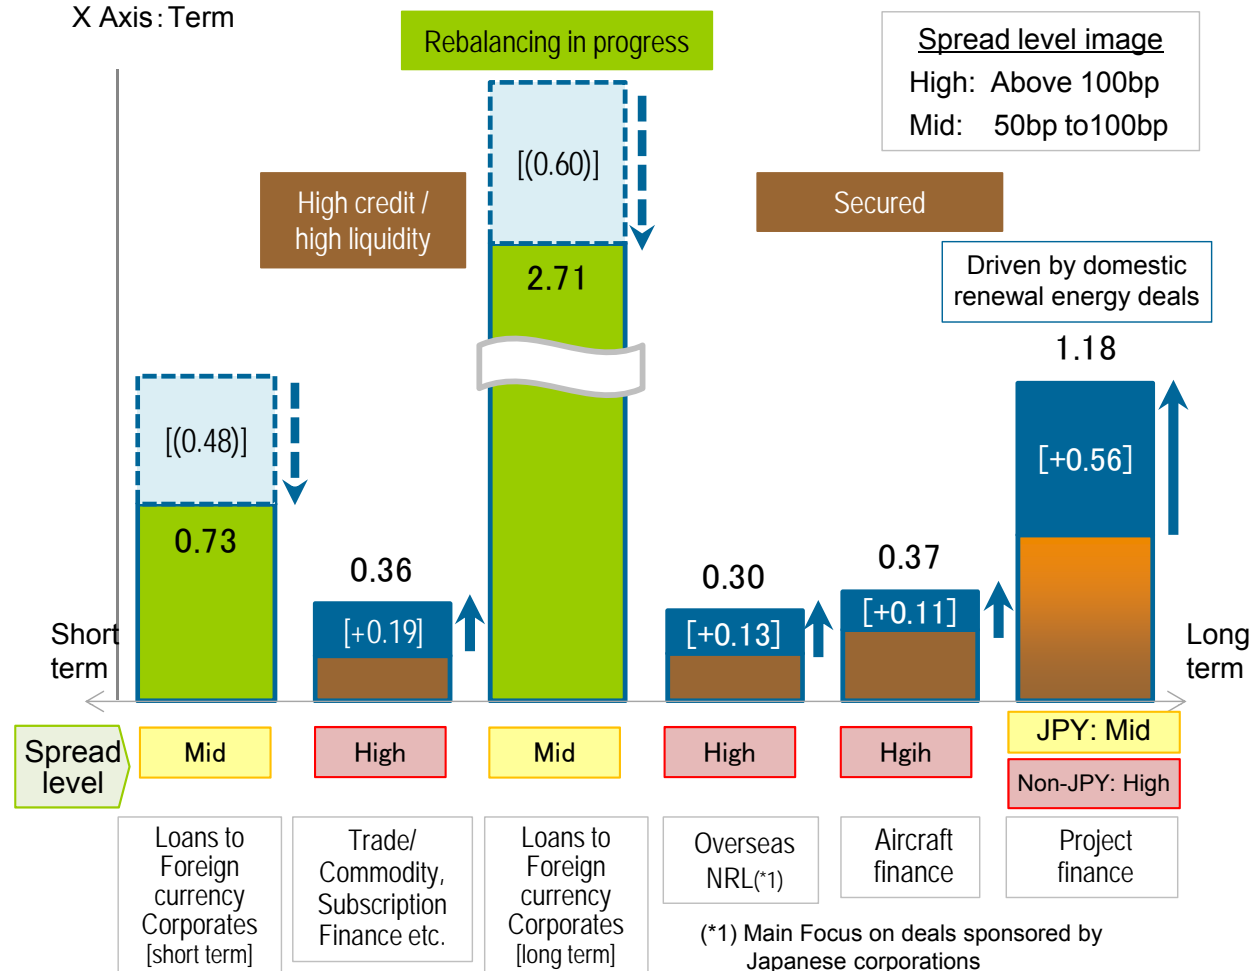 X Axis : Term
Rebalancing in progress
Spread level image
High: Above 100bp
Mid: 50bp to100bp
[(0.60)]
High credit /
high liquidity
Secured
2.71
Driven by domestic
renewal energy deals
1.18
[(0.48)]
[+0.56]
0.73
0.36
[+0.19]
0.30
[+0.13]
0.37
[+0.11]
Short
term
Long
term
Spread
level
Mid
High
Mid
High
Hgih
JPY: Mid
Non-JPY: High
Loans to
Foreign
currency
Corporates
[short term]
Trade/
Commodity,
Subscription
Finance etc.
Loans to
Foreign
currency
Corporates
[long term]
Overseas
NRL(*1)
Aircraft
finance
Project
finance
(*1) Main Focus on deals sponsored by
Japanese corporations